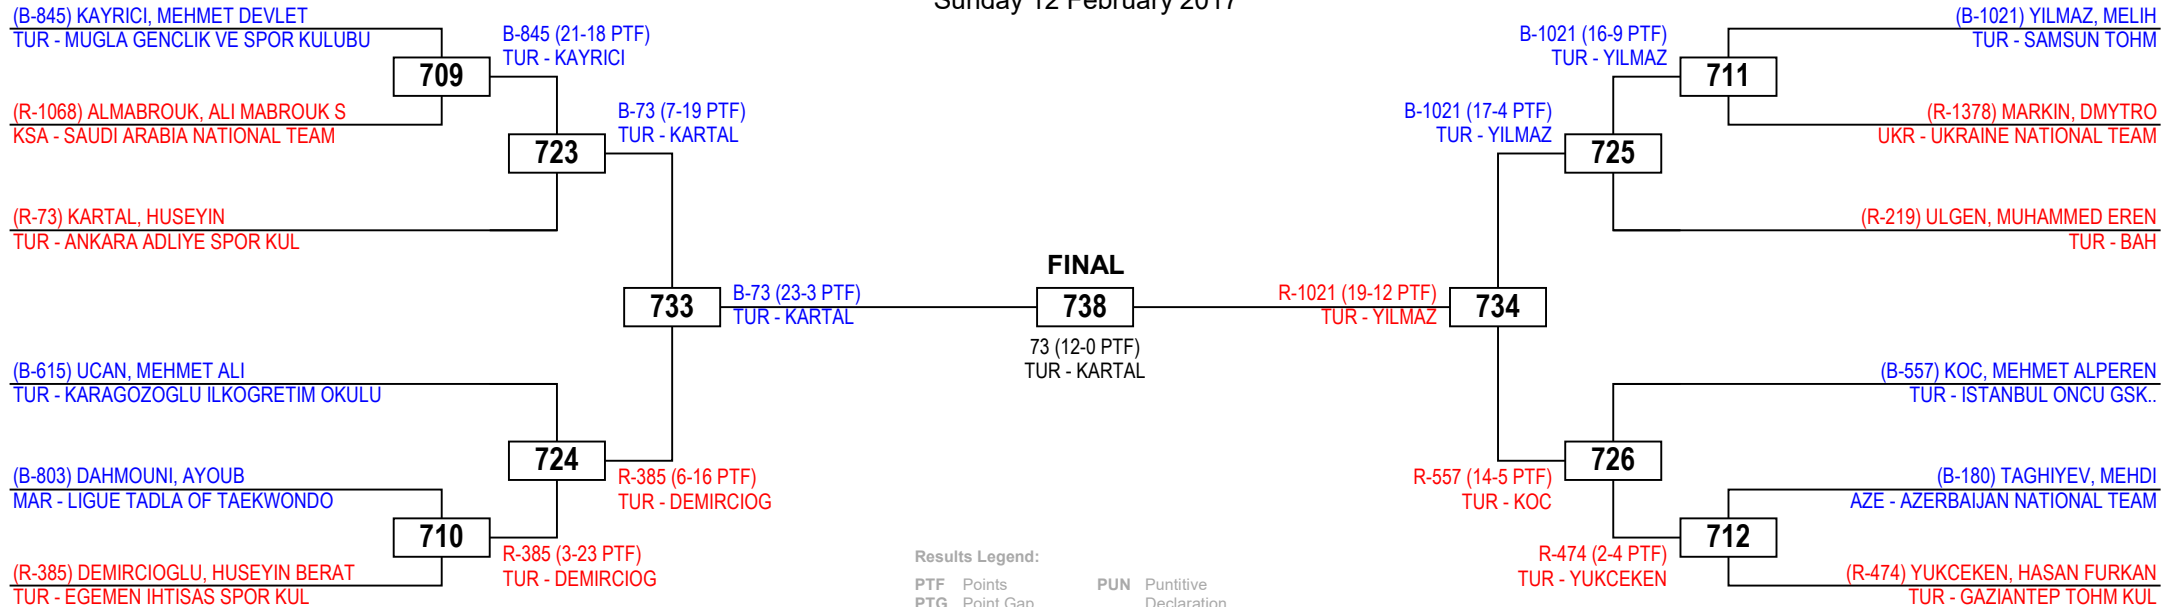 Sunday 12 February 2017
(B-845) KAYRICI, MEHMET DEVLET
TUR - MUGLA GENCLIK VE SPOR KULUBU
709
(R-1068) ALMABROUK, ALI MABROUK S
KSA - SAUDI ARABIA NATIONAL TEAM
B-845 (21-18 PTF)
TUR - KAYRICI
723
(R-73) KARTAL, HUSEYIN
TUR - ANKARA ADLIYE SPOR KUL
B-73 (7-19 PTF)
TUR - KARTAL
733
B-73 (23-3 PTF)
TUR - KARTAL
(B-615) UCAN, MEHMET ALI
TUR - KARAGOZOGLU ILKOGRETIM OKULU
724
(B-803) DAHMOUNI, AYOUB
MAR - LIGUE TADLA OF TAEKWONDO
710
(R-385) DEMIRCIOGLU, HUSEYIN BERAT
TUR - EGEMEN IHTISAS SPOR KUL
R-385 (3-23 PTF)
TUR - DEMIRCIOG
R-385 (6-16 PTF)
TUR - DEMIRCIOG
FINAL
738
73 (12-0 PTF)
TUR - KARTAL
(B-1021) YILMAZ, MELIH
TUR - SAMSUN TOHM
711
(R-1378) MARKIN, DMYTRO
UKR - UKRAINE NATIONAL TEAM
B-1021 (16-9 PTF)
TUR - YILMAZ
725
(R-219) ULGEN, MUHAMMED EREN
TUR - BAH
B-1021 (17-4 PTF)
TUR - YILMAZ
734
R-1021 (19-12 PTF)
TUR - YILMAZ
(B-557) KOC, MEHMET ALPEREN
TUR - ISTANBUL ONCU GSK..
726
R-557 (14-5 PTF)
TUR - KOC
(B-180) TAGHIYEV, MEHDI
AZE - AZERBAIJAN NATIONAL TEAM
712
(R-474) YUKCEKEN, HASAN FURKAN
TUR - GAZIANTEP TOHM KUL
R-474 (2-4 PTF)
TUR - YUKCEKEN
Results Legend:
PTF Points PUN Puntitive
PTG Point Gap Declaration